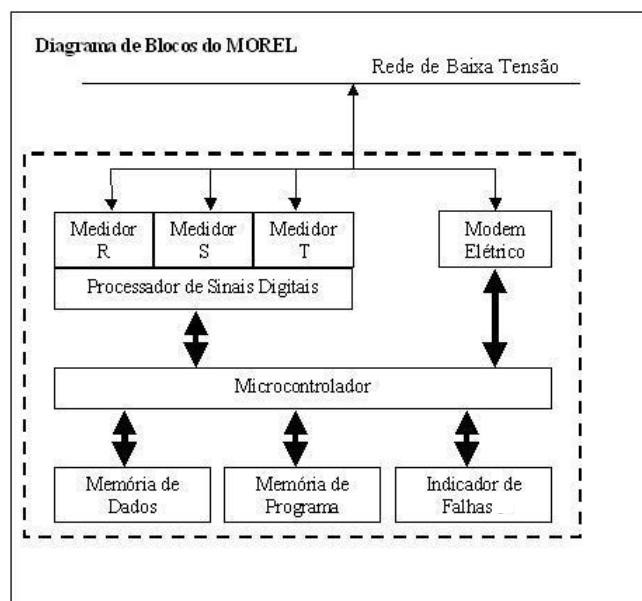 Diagrama de Blocos do MOREL
Rede de Baixa Tensão
Medidor
R
Medidor
S
Medidor
T
Modem
Elétrico
Processador de Sinais Digitais
Microcontrolador
Memória de
Dados
Memória de
Programa
Indicador de
Falhas